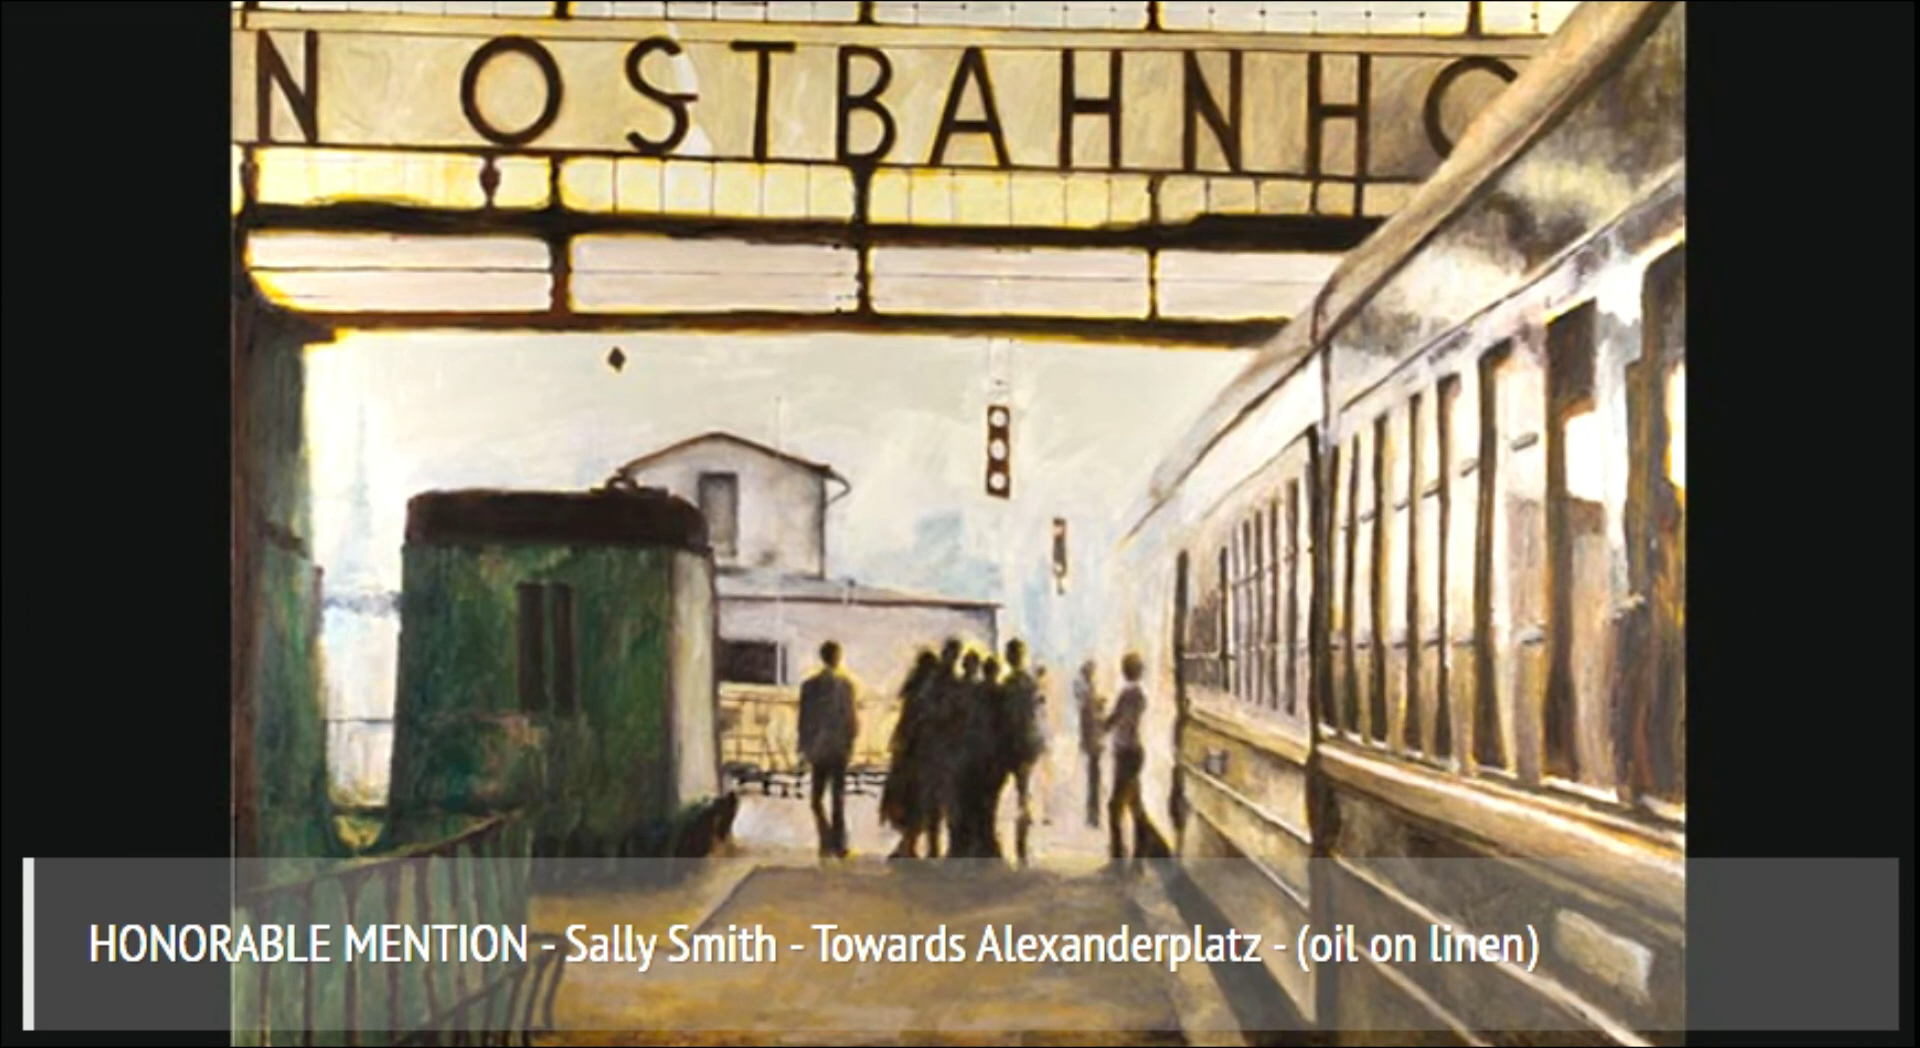 N OSTBAHNHO
HONORABLE MENTION - Sally Smith - Towards Alexanderplatz - (oil on linen)